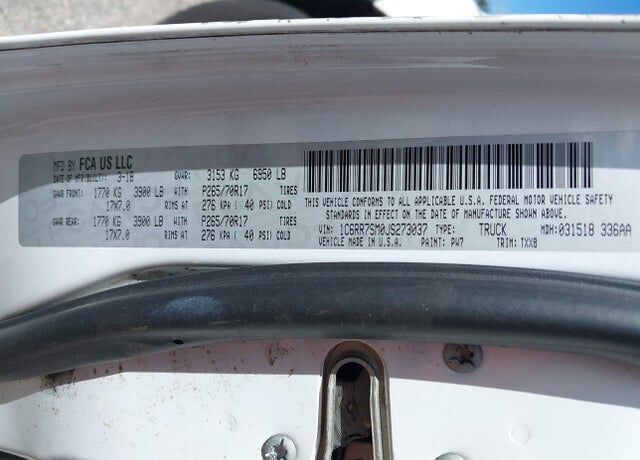 MFD BY FCA US LLC
DATE OF MFR 3-18 GVWR: 3153 KG 6950 LB
GAWR FRONT: 1770 KG 3900 LB WITH P265/70R17 TIRES
17X7.0 RIMS AT 276 KPA ( 40 PSI) COLD
GAWR REAR: 1770 KG 3900 LB WITH P265/70R17 TIRES
17X7.0 RIMS AT 276 KPA ( 40 PSI) COLD
THIS VEHICLE CONFORMS TO ALL APPLICABLE U.S.A. FEDERAL MOTOR VEHICLE SAFETY
STANDARDS IN EFFECT ON THE DATE OF MANUFACTURE SHOWN ABOVE.
VIN: 1C6RR7SM0JS273037 TYPE: TRUCK MDH: 031518 336AA
VEHICLE MADE IN U.S.A. PAINT: PW7 TRIM: TXX8